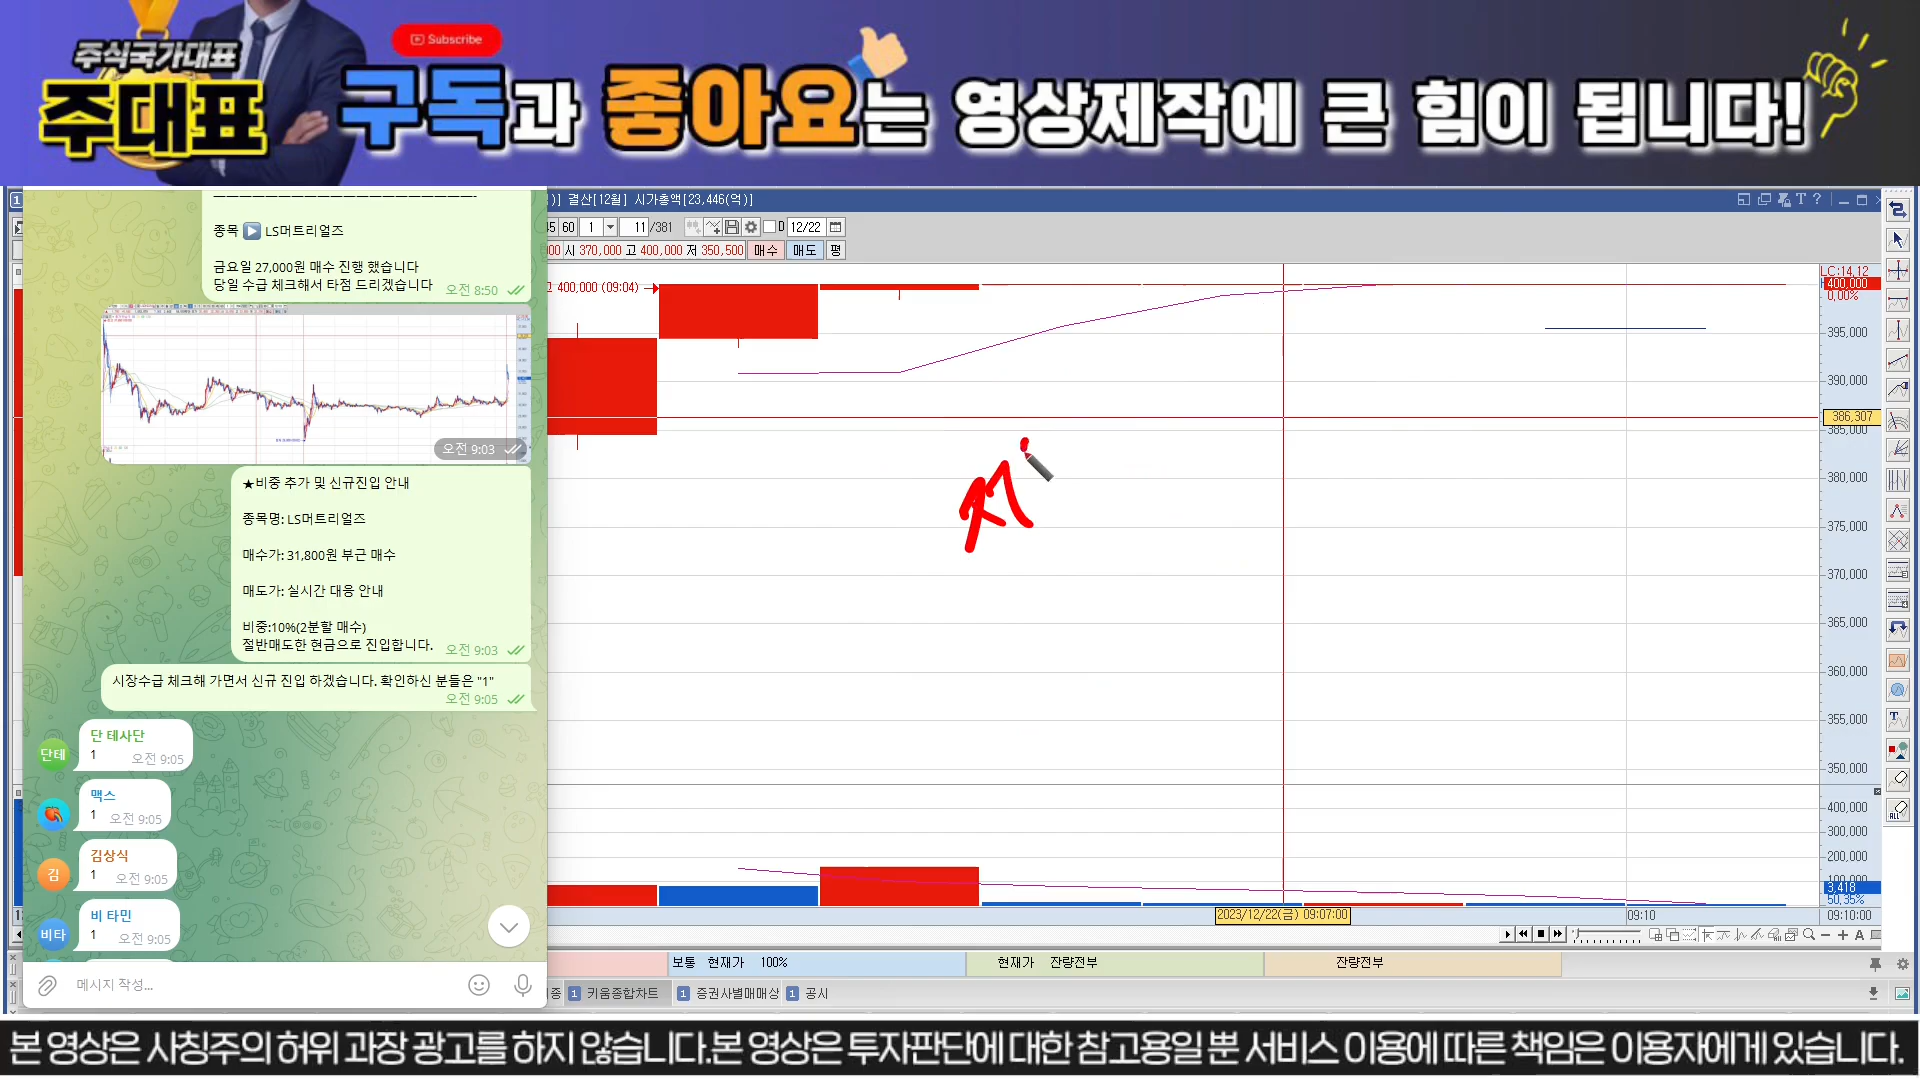 주식국가대표
주대표
Subscribe
구독과 좋아요는 영상제작에 큰 힘이 됩니다!
결산[12월] 시가총액[23,446(억)]
45 60 1 11 /381 D 12/22
시 370,000 고 400,000 저 350,500 매수 매도 평
종목 ▶ LS머트리얼즈
금요일 27,000원 매수 진행 했습니다
당일 수급 체크해서 타점 드리겠습니다
오전 8:50
오전 9:03
★비중 추가 및 신규진입 안내
종목명: LS머트리얼즈
매수가: 31,800원 부근 매수
매도가: 실시간 대응 안내
비중:10%(2분할 매수)
절반매도한 현금으로 진입합니다.
오전 9:03
시장수급 체크해 가면서 신규 진입 하겠습니다. 확인하신 분들은 "1"
오전 9:05
단테
단 테사단
1 오전 9:05
맥스
1 오전 9:05
김
김상식
1 오전 9:05
비타
비 타민
1 오전 9:05
메시지 작성...
400,000 (09:04)
LC:14,12
400,000
0,00%
395,000
390,000
386,307
385,000
380,000
375,000
370,000
365,000
360,000
355,000
350,000
400,000
300,000
200,000
100,000
3,418
50,35%
2023/12/22(금) 09:07:00
09:10
09:10:00
보통 현재가 100%
현재가 잔량전부
잔량전부
1 키움종합차트
1 증권사별매매상
1 공시
본 영상은 사칭주의 허위 과장 광고를 하지 않습니다.본 영상은 투자판단에 대한 참고용일 뿐 서비스 이용에 따른 책임은 이용자에게 있습니다.